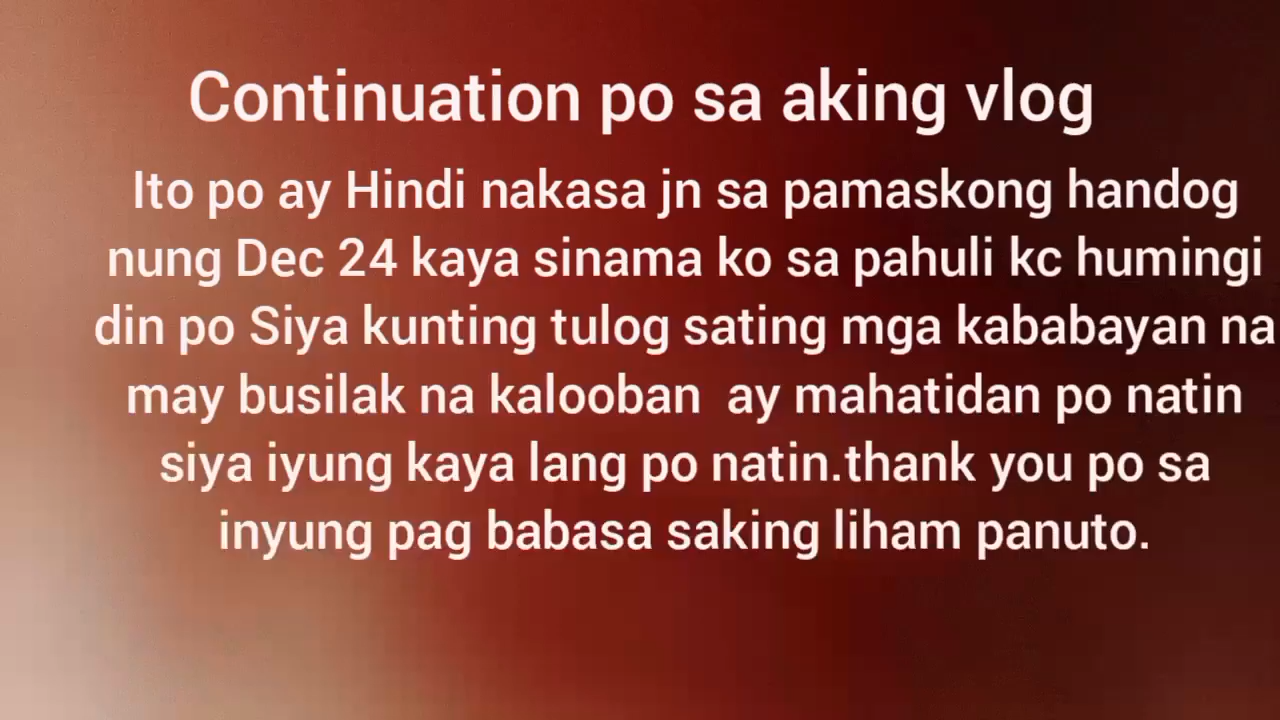 Continuation po sa aking vlog
Ito po ay Hindi nakasa jn sa pamaskong handog
nung Dec 24 kaya sinama ko sa pahuli kc humingi
din po Siya kunting tulog sating mga kababayan na
may busilak na kalooban  ay mahatidan po natin
siya iyung kaya lang po natin.thank you po sa
inyung pag babasa saking liham panuto.